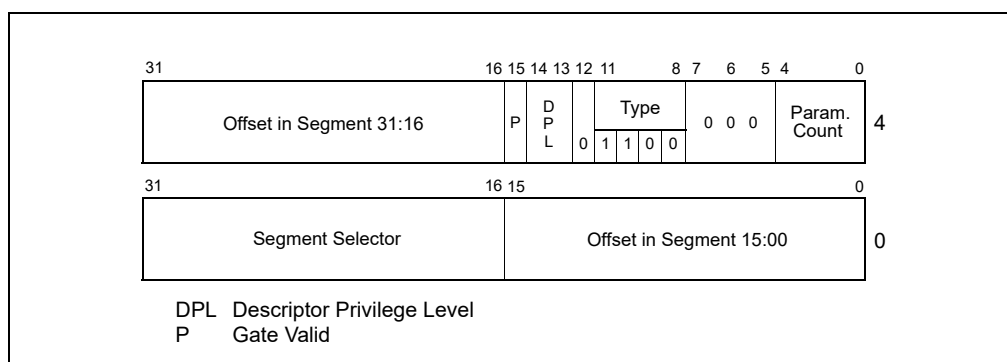 31 16 15 14 13 12 11 8 7 6 5 4 0
Offset in Segment 31:16 P D P L 0 Type 1 1 0 0 0 0 0 Param. Count 4
31 16 15 0
Segment Selector Offset in Segment 15:00 0
DPL Descriptor Privilege Level
P Gate Valid